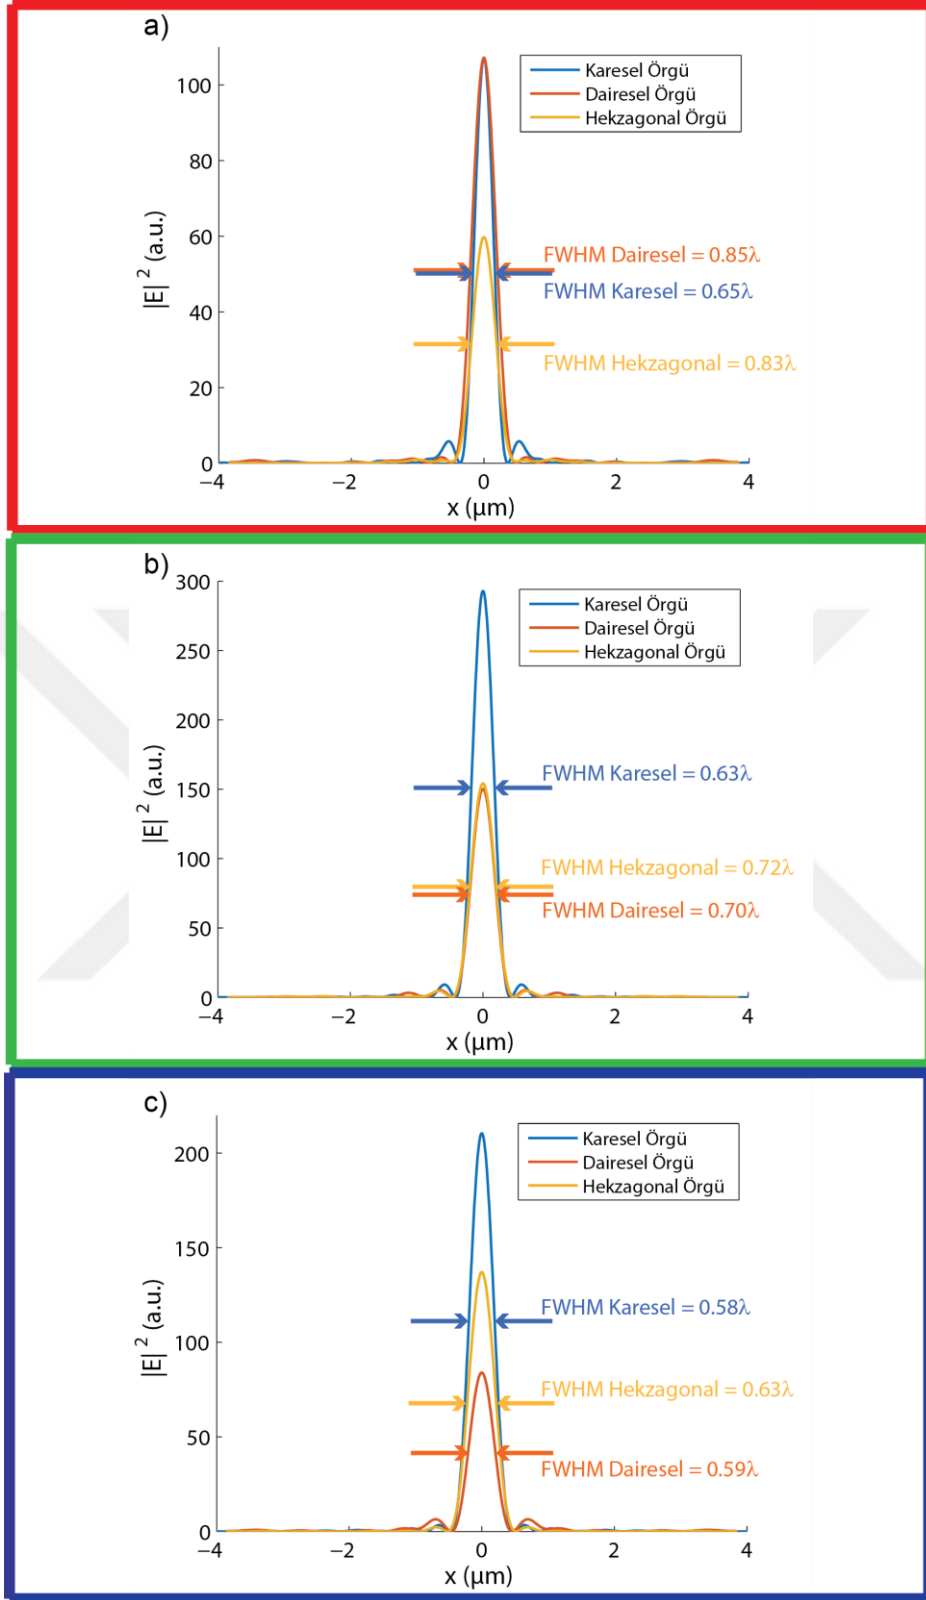 a)
Karesel Örgü
Dairesel Örgü
Hekzagonal Örgü
100
80
60
40
20
0
|E|² (a.u.)
FWHM Dairesel = 0.85λ
FWHM Karesel = 0.65λ
FWHM Hekzagonal = 0.83λ
−4 −2 0 2 4
x (μm)
b)
Karesel Örgü
Dairesel Örgü
Hekzagonal Örgü
300
250
200
150
100
50
0
|E|² (a.u.)
FWHM Karesel = 0.63λ
FWHM Hekzagonal = 0.72λ
FWHM Dairesel = 0.70λ
−4 −2 0 2 4
x (μm)
c)
Karesel Örgü
Dairesel Örgü
Hekzagonal Örgü
200
150
100
50
0
|E|² (a.u.)
FWHM Karesel = 0.58λ
FWHM Hekzagonal = 0.63λ
FWHM Dairesel = 0.59λ
−4 −2 0 2 4
x (μm)